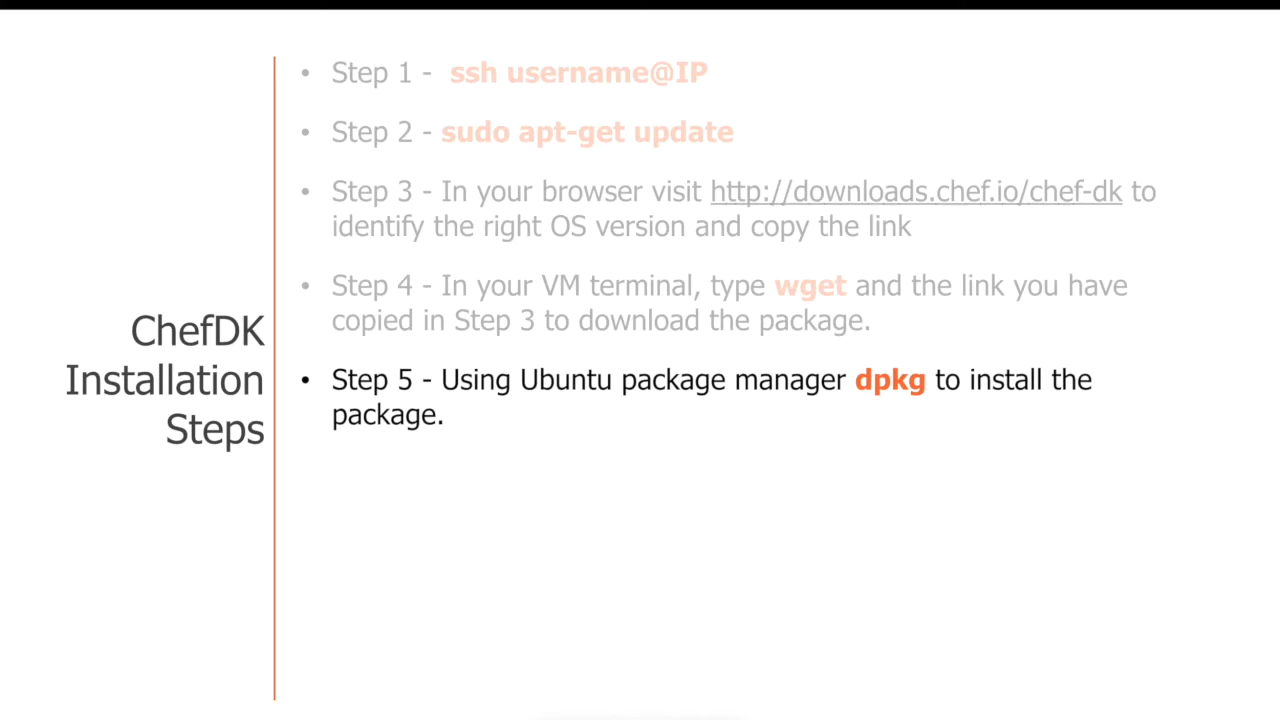 ChefDK
Installation
Steps
• Step 1 - ssh username@IP
• Step 2 - sudo apt-get update
• Step 3 - In your browser visit http://downloads.chef.io/chef-dk to
identify the right OS version and copy the link
• Step 4 - In your VM terminal, type wget and the link you have
copied in Step 3 to download the package.
• Step 5 - Using Ubuntu package manager dpkg to install the
package.